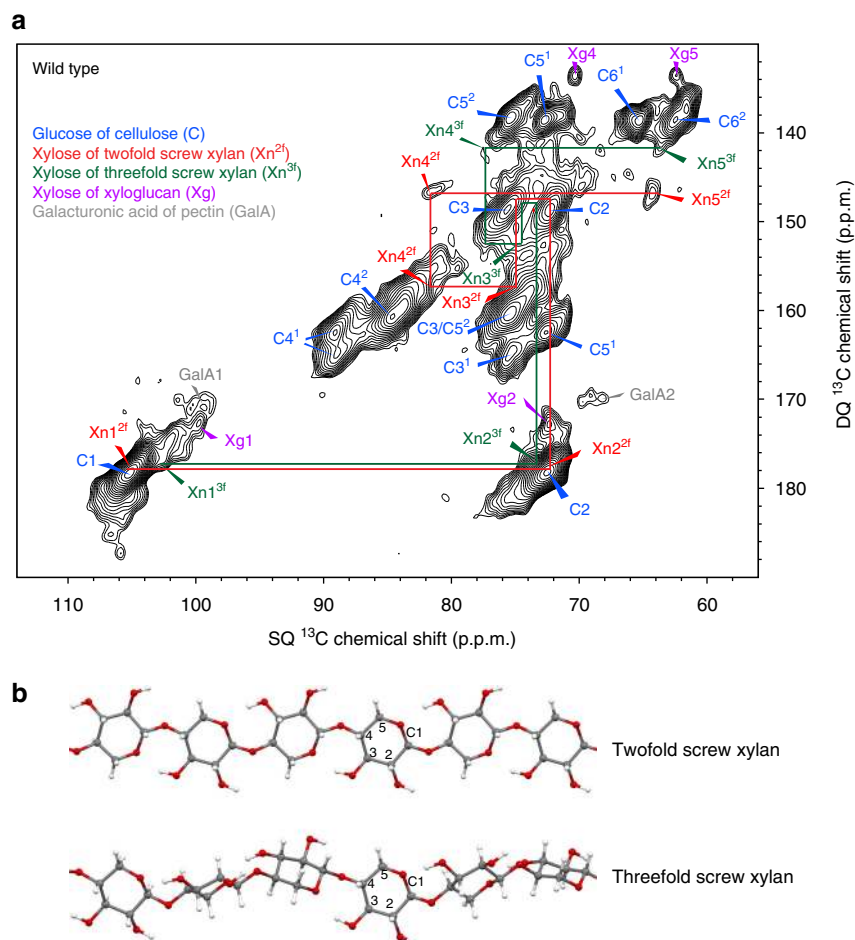 a
Wild type
Glucose of cellulose (C)
Xylose of twofold screw xylan (Xn²ᶠ)
Xylose of threefold screw xylan (Xn³ᶠ)
Xylose of xyloglucan (Xg)
Galacturonic acid of pectin (GalA)
Xg4
C5¹
Xg5
C6¹
C5²
C6²
Xn4³ᶠ
Xn5³ᶠ
Xn4²ᶠ
Xn5²ᶠ
C3
C2
Xn4²ᶠ
Xn3³ᶠ
C4²
Xn3²ᶠ
C3/C5²
C4¹
C5¹
C3¹
GalA1
GalA2
Xg2
Xn1²ᶠ
Xg1
Xn2³ᶠ
Xn2²ᶠ
C1
Xn1³ᶠ
C2
140
150
160
170
180
DQ ¹³C chemical shift (p.p.m.)
110 100 90 80 70 60
SQ ¹³C chemical shift (p.p.m.)
b
5 C1
4
3 2
Twofold screw xylan
5 C1
4
3 2
Threefold screw xylan